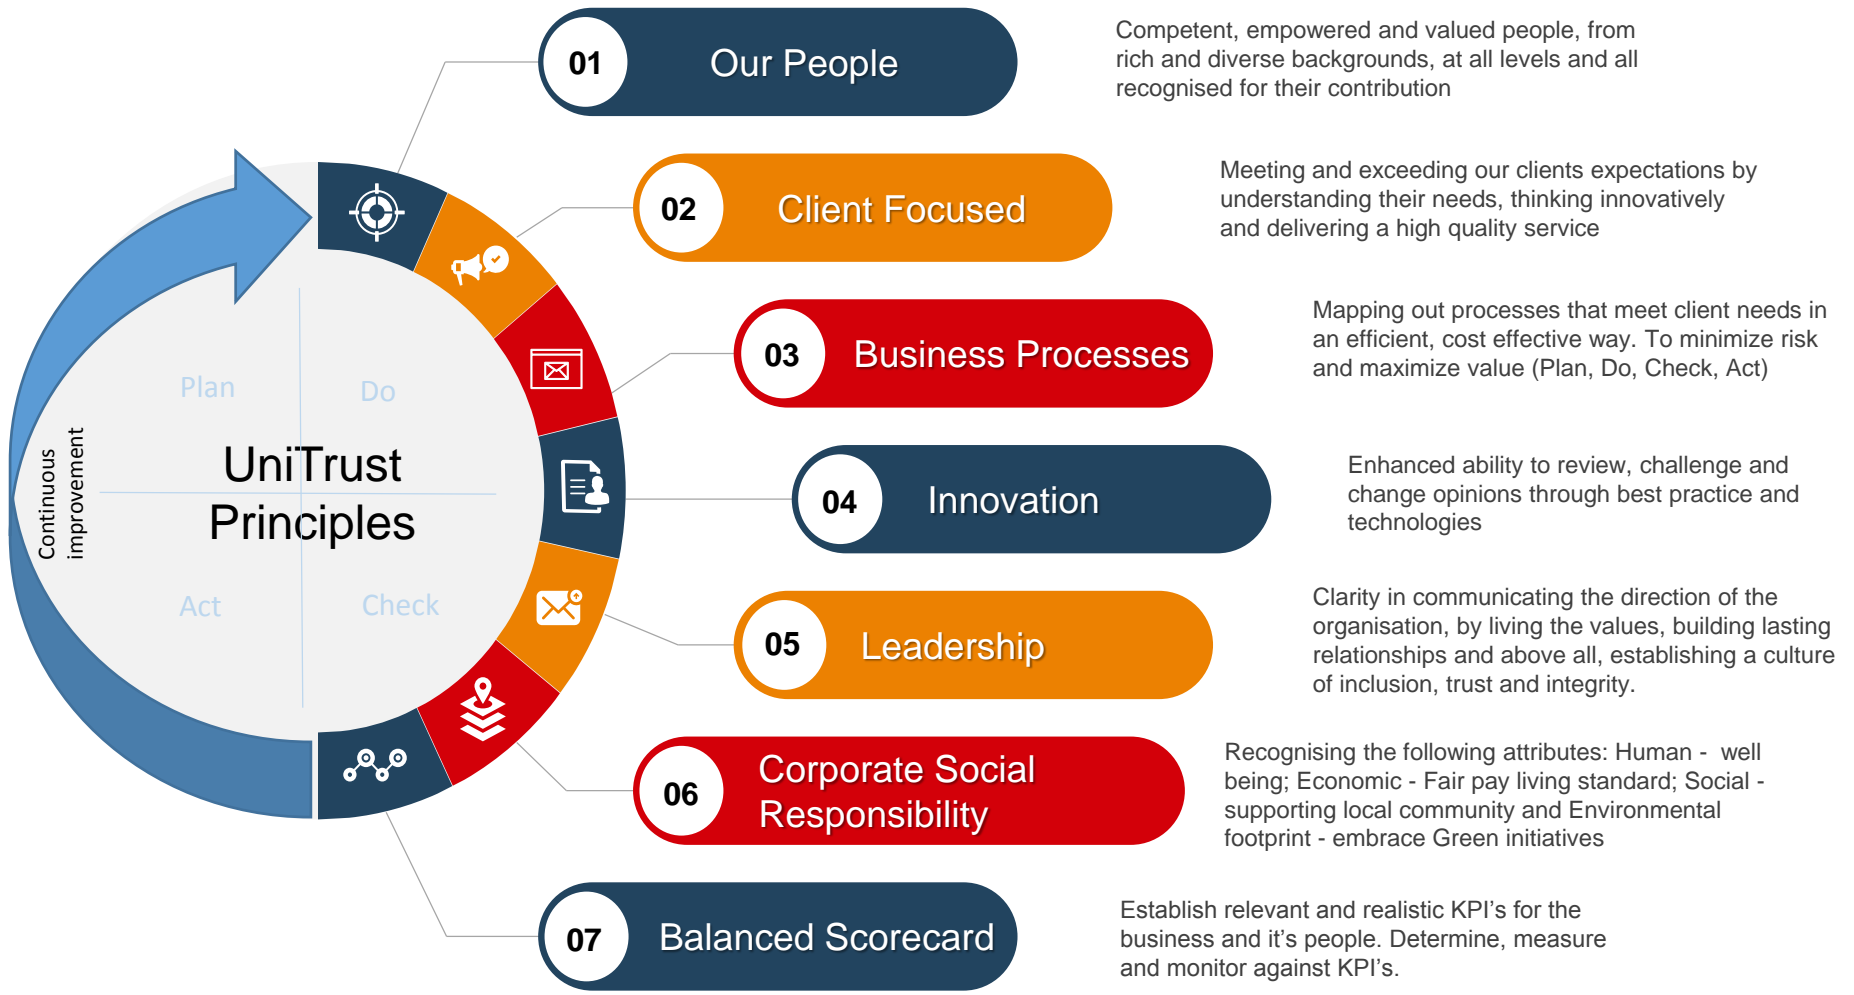 01
Our People
Competent, empowered and valued people, from
rich and diverse backgrounds, at all levels and all
recognised for their contribution
02
Client Focused
Meeting and exceeding our clients expectations by
understanding their needs, thinking innovatively
and delivering a high quality service
03
Business Processes
Mapping out processes that meet client needs in
an efficient, cost effective way. To minimize risk
and maximize value (Plan, Do, Check, Act)
Plan
Do
Continuous
improvement
UniTrust
Principles
Act
Check
04
Innovation
Enhanced ability to review, challenge and
change opinions through best practice and
technologies
05
Leadership
Clarity in communicating the direction of the
organisation, by living the values, building lasting
relationships and above all, establishing a culture
of inclusion, trust and integrity.
06
Corporate Social
Responsibility
Recognising the following attributes: Human -  well
being; Economic - Fair pay living standard; Social -
supporting local community and Environmental
footprint - embrace Green initiatives
07
Balanced Scorecard
Establish relevant and realistic KPI's for the
business and it's people. Determine, measure
and monitor against KPI's.